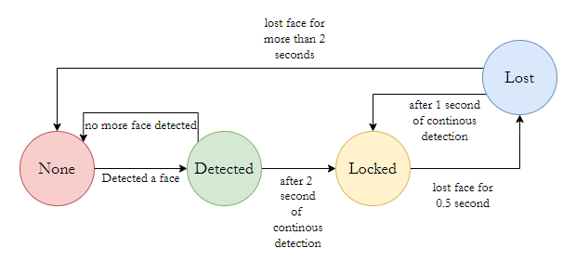 lost face for
more than 2
seconds
Lost
after 1 second
of continous
detection
no more face detected
None
Detected a face
Detected
after 2
second
of
continous
detection
Locked
lost face for
0.5 second